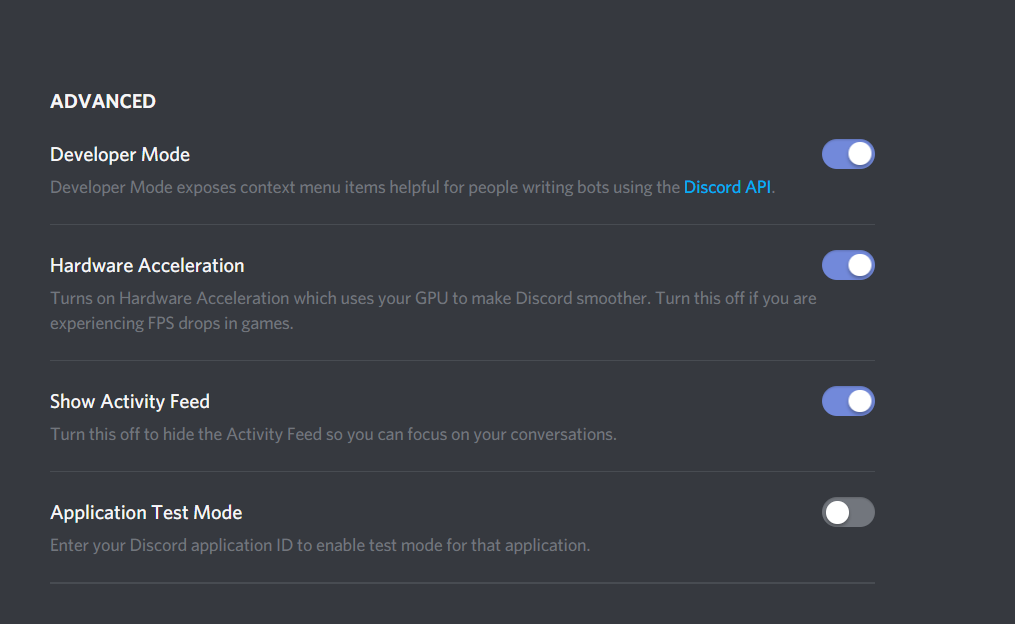 ADVANCED
Developer Mode
Developer Mode exposes context menu items helpful for people writing bots using the Discord API.
Hardware Acceleration
Turns on Hardware Acceleration which uses your GPU to make Discord smoother. Turn this off if you are
experiencing FPS drops in games.
Show Activity Feed
Turn this off to hide the Activity Feed so you can focus on your conversations.
Application Test Mode
Enter your Discord application ID to enable test mode for that application.